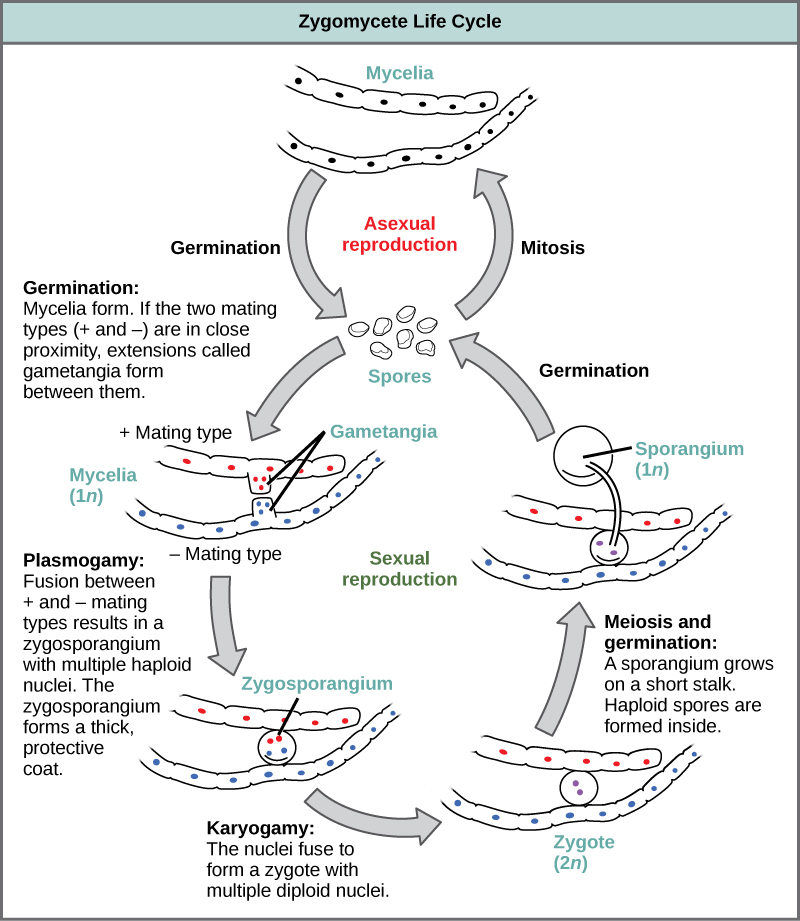 Zygomycete Life Cycle
Mycelia
Asexual
reproduction
Germination
Mitosis
Germination:
Mycelia form. If the two mating
types (+ and –) are in close
proximity, extensions called
gametangia form
between them.
Spores
Germination
+ Mating type
Gametangia
Mycelia
(1n)
Sporangium
(1n)
– Mating type
Plasmogamy:
Fusion between
+ and – mating
types results in a
zygosporangium
with multiple haploid
nuclei. The
zygosporangium
forms a thick,
protective
coat.
Sexual
reproduction
Meiosis and
germination:
A sporangium grows
on a short stalk.
Haploid spores are
formed inside.
Zygosporangium
Karyogamy:
The nuclei fuse to
form a zygote with
multiple diploid nuclei.
Zygote
(2n)